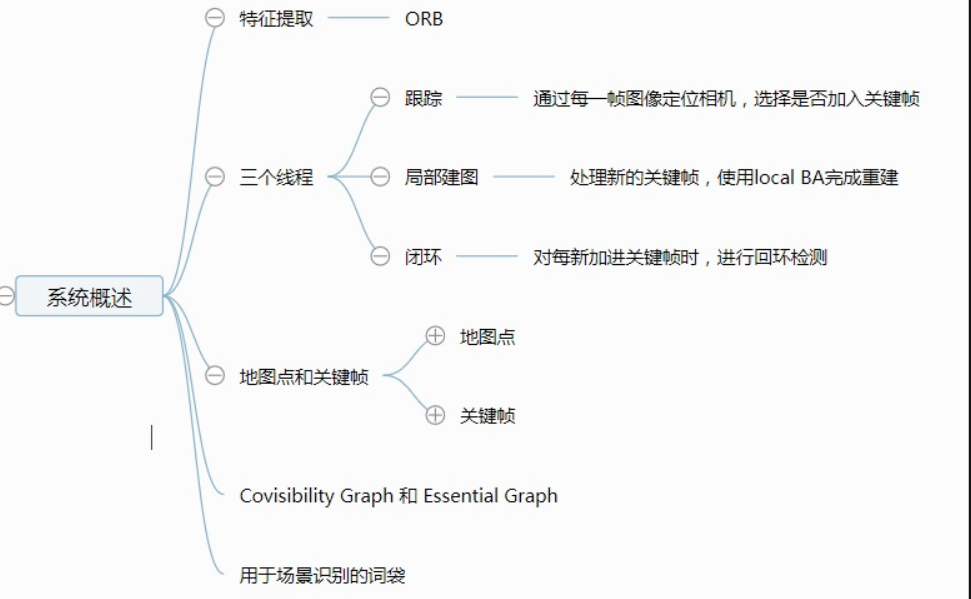 特征提取
ORB
跟踪
通过每一帧图像定位相机，选择是否加入关键帧
三个线程
局部建图
处理新的关键帧，使用local BA完成重建
闭环
对每新加进关键帧时，进行回环检测
系统概述
地图点
地图点和关键帧
关键帧
Covisibility Graph 和 Essential Graph
用于场景识别的词袋